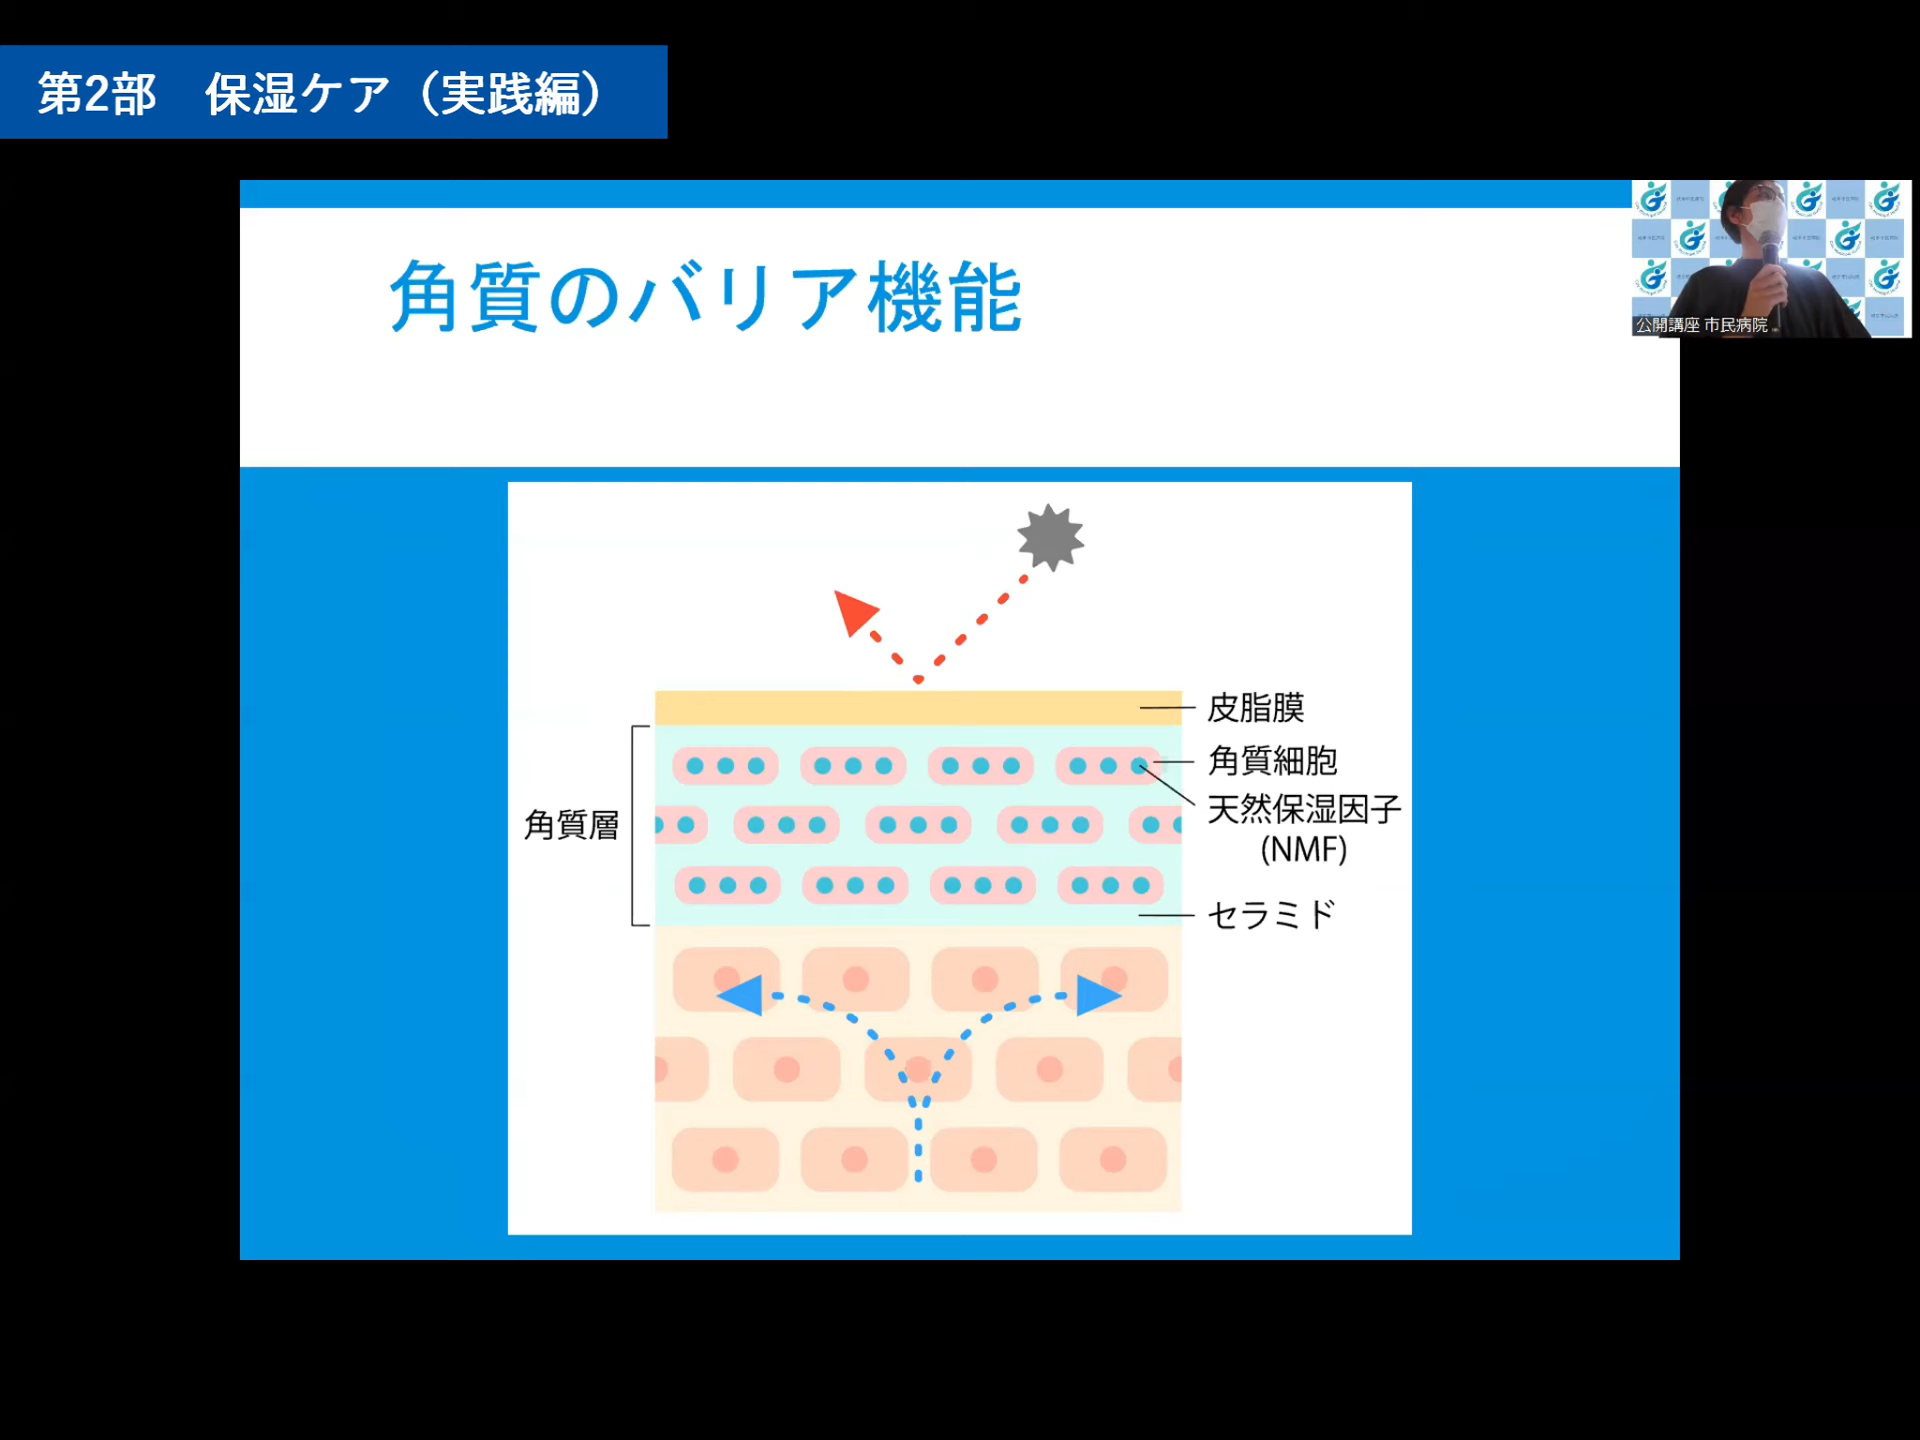 第2部　保湿ケア（実践編）
公開講座 市民病院
角質のバリア機能
皮脂膜
角質細胞
天然保湿因子
(NMF)
角質層
セラミド